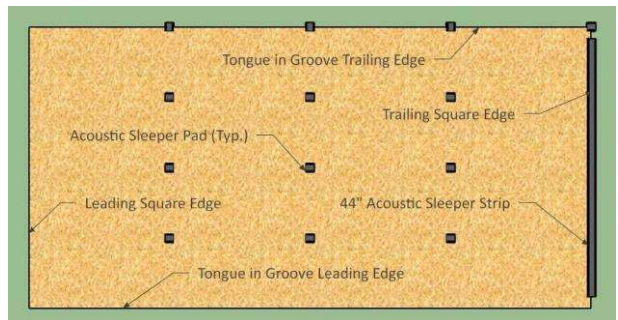 Tongue in Groove Trailing Edge
Trailing Square Edge
Acoustic Sleeper Pad (Typ.)
Leading Square Edge
44" Acoustic Sleeper Strip
Tongue in Groove Leading Edge